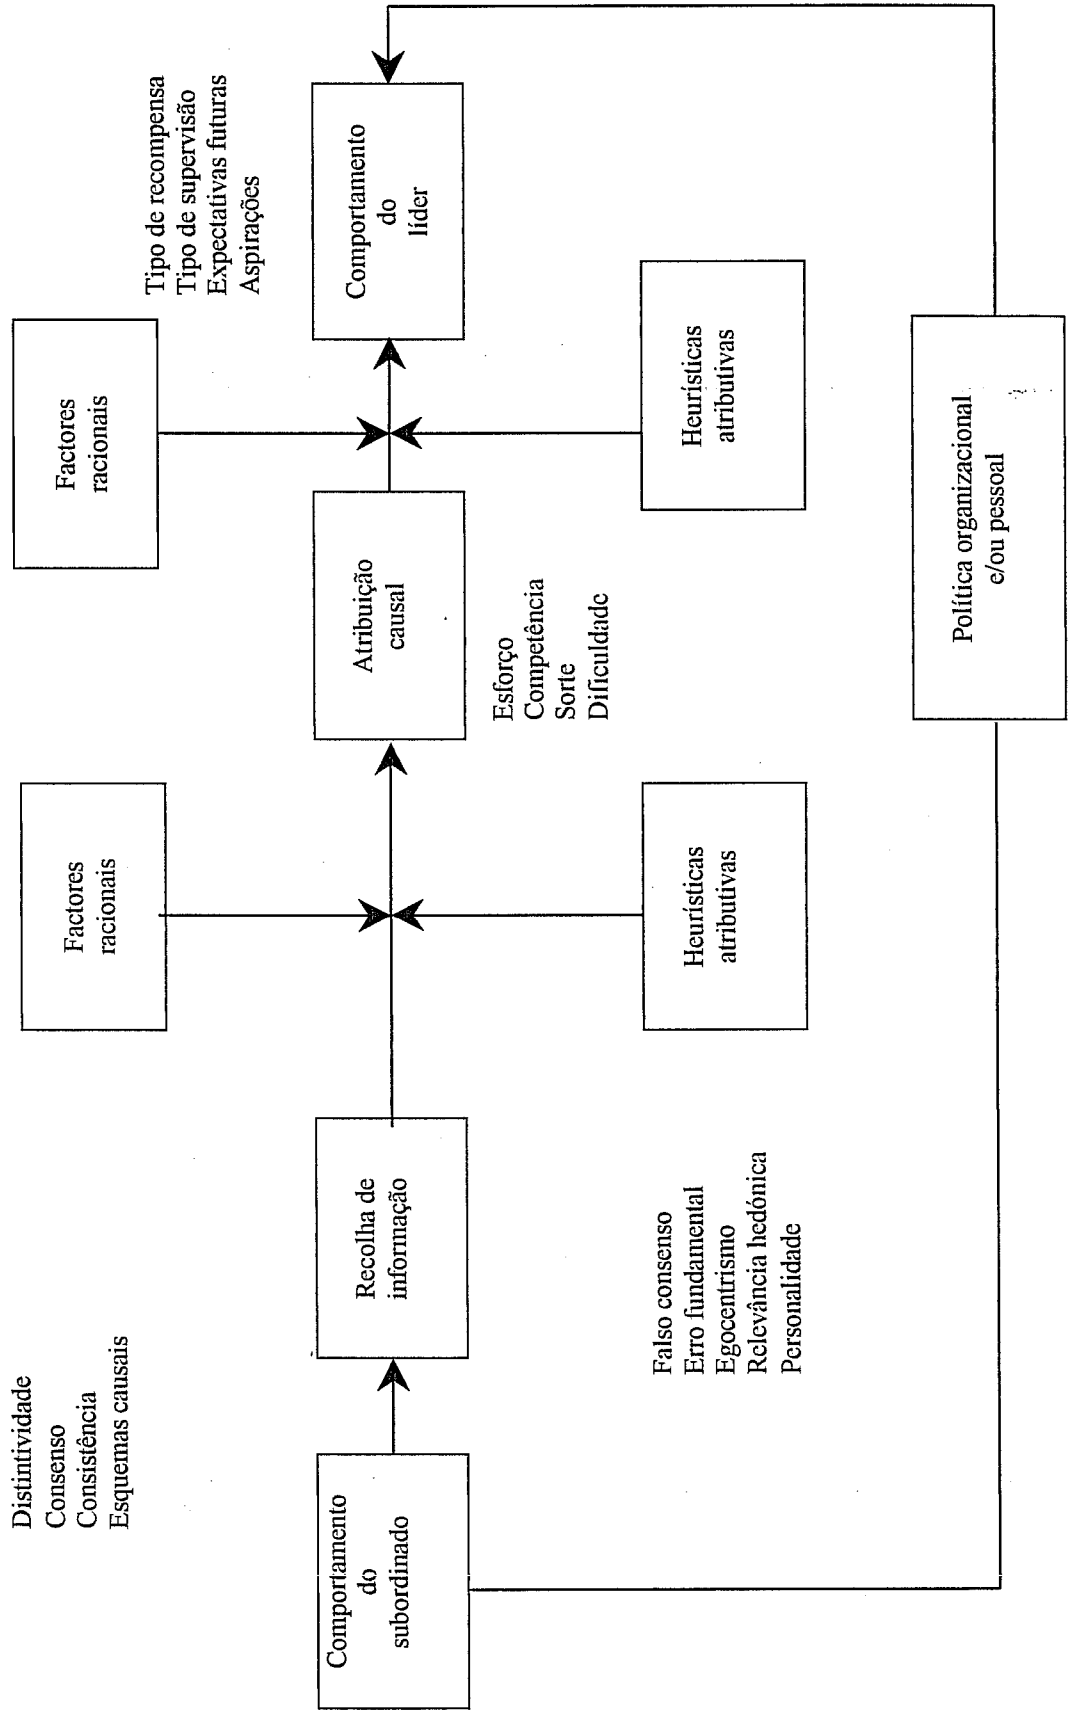 Distintividade
Consenso
Consistência
Esquemas causais
Factores
racionais
Factores
racionais
Tipo de recompensa
Tipo de supervisão
Expectativas futuras
Aspirações
Comportamento
do
subordinado
Recolha de
informação
Atribuição
causal
Comportamento
do
líder
Esforço
Competência
Sorte
Dificuldade
Falso consenso
Erro fundamental
Egocentrismo
Relevância hedónica
Personalidade
Heurísticas
atributivas
Heurísticas
atributivas
Política organizacional
e/ou pessoal